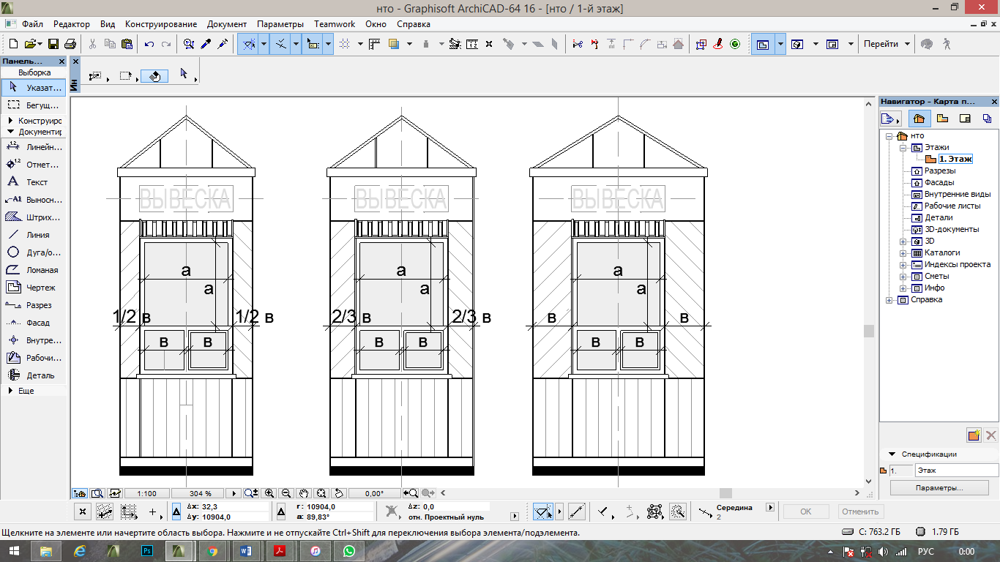 нто - Graphisoft ArchiCAD-64 16 - [нто / 1-й этаж]
Файл Редактор Вид Конструирование Документ Параметры Teamwork Окно Справка
Перейти
Панель...
Выборка
Указат...
Бегущ...
Конструирс
Документир
Линейн...
Отмет...
Текст
Выносн...
Штрих...
Линия
Дуга/о...
Ломаная
Чертеж
Разрез
Фасад
Внутре...
Рабочи...
Деталь
Еще
Ин
ВЫВЕСКА ВЫВЕСКА ВЫВЕСКА
а а а
а а а
1/2 в 1/2 в 2/3 в 2/3 в в в
в в в в в в
Навигатор - Карта п...
нто
Этажи
1. Этаж
Разрезы
Фасады
Внутренние виды
Рабочие листы
Детали
3D-документы
3D
Каталоги
Индексы проекта
Сметы
Инфо
Справка
Спецификации
1. Этаж
Параметры...
1:100 304 % 0,00°
Δx: 32,3
Δy: 10904,0
r: 10904,0
a: 89,83°
Δz: 0,0
отн. Проектный нуль
Середина
2
ОК Отменить
Щелкните на элементе или начертите область выбора. Нажмите и не отпускайте Ctrl+Shift для переключения выбора элемента/подэлемента.
C: 763.2 ГБ 1.79 ГБ
РУС 0:00